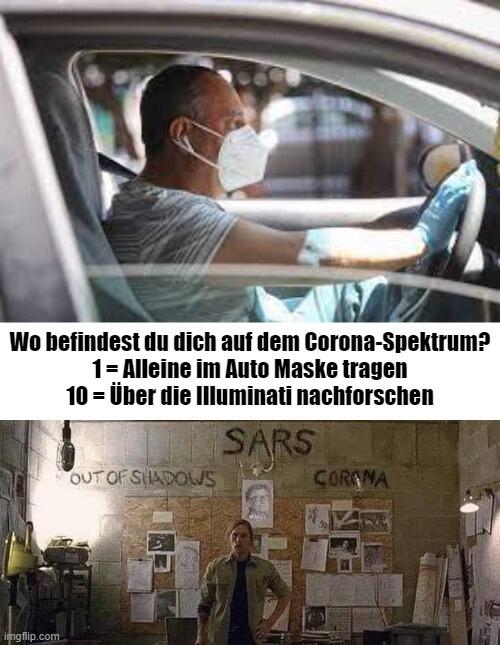 Wo befindest du dich auf dem Corona-Spektrum?
1 = Alleine im Auto Maske tragen
10 = Über die Illuminati nachforschen
SARS
OUT OF SHADOWS
CORONA
imgflip.com